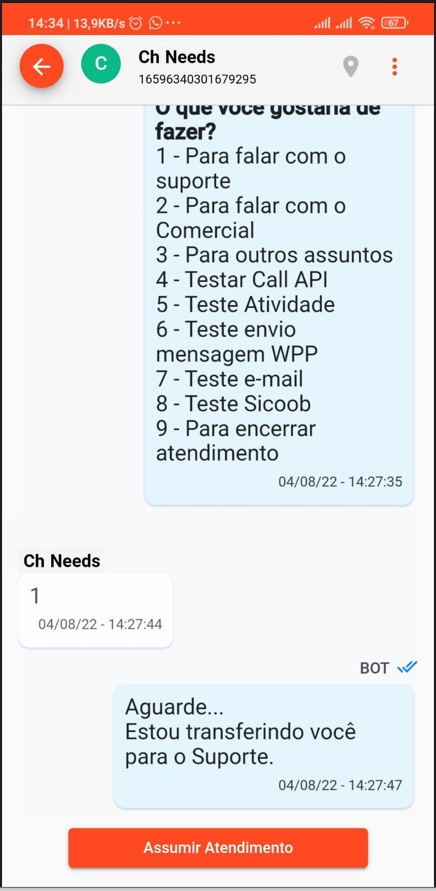 14:34 | 13,9KB/s ... 67
Ch Needs
C
16596340301679295
O que você gostaria de
fazer?
1 - Para falar com o
suporte
2 - Para falar com o
Comercial
3 - Para outros assuntos
4 - Testar Call API
5 - Teste Atividade
6 - Teste envio
mensagem WPP
7 - Teste e-mail
8 - Teste Sicoob
9 - Para encerrar
atendimento
04/08/22 - 14:27:35
Ch Needs
1
04/08/22 - 14:27:44
BOT
Aguarde...
Estou transferindo você
para o Suporte.
04/08/22 - 14:27:47
Assumir Atendimento